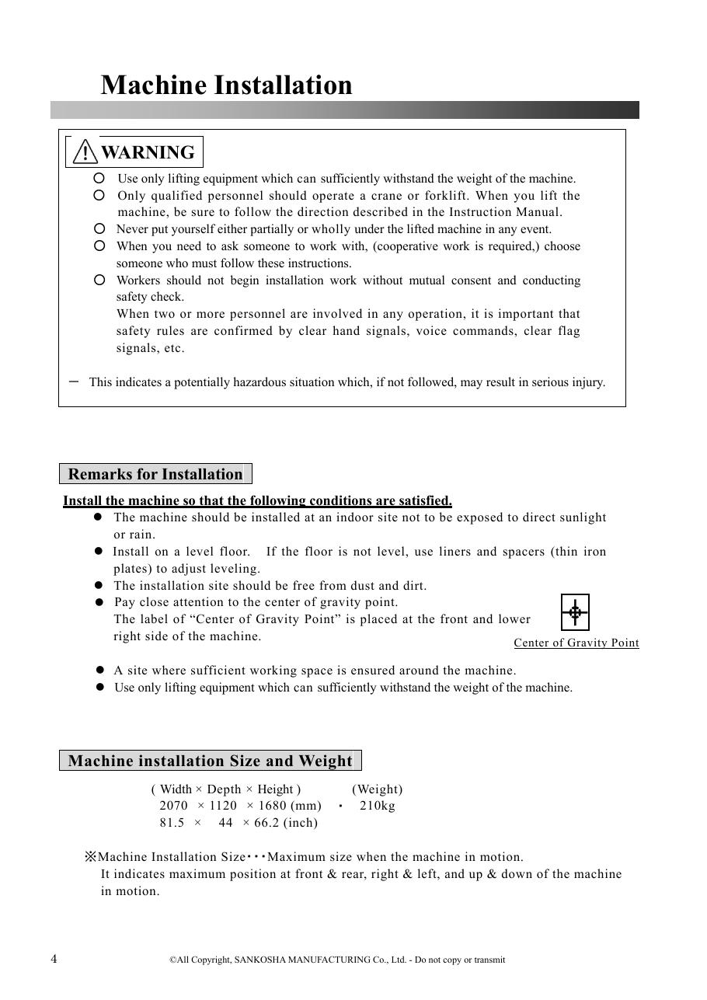 Machine Installation
WARNING
○ Use only lifting equipment which can sufficiently withstand the weight of the machine.
○ Only qualified personnel should operate a crane or forklift. When you lift the
machine, be sure to follow the direction described in the Instruction Manual.
○ Never put yourself either partially or wholly under the lifted machine in any event.
○ When you need to ask someone to work with, (cooperative work is required,) choose
someone who must follow these instructions.
○ Workers should not begin installation work without mutual consent and conducting
safety check.
When two or more personnel are involved in any operation, it is important that
safety rules are confirmed by clear hand signals, voice commands, clear flag
signals, etc.
― This indicates a potentially hazardous situation which, if not followed, may result in serious injury.
Remarks for Installation
Install the machine so that the following conditions are satisfied.
● The machine should be installed at an indoor site not to be exposed to direct sunlight
or rain.
● Install on a level floor. If the floor is not level, use liners and spacers (thin iron
plates) to adjust leveling.
● The installation site should be free from dust and dirt.
● Pay close attention to the center of gravity point.
The label of “Center of Gravity Point” is placed at the front and lower
right side of the machine.
Center of Gravity Point
● A site where sufficient working space is ensured around the machine.
● Use only lifting equipment which can sufficiently withstand the weight of the machine.
Machine installation Size and Weight
( Width × Depth × Height ) (Weight)
2070 × 1120 × 1680 (mm) ・ 210kg
81.5 × 44 × 66.2 (inch)
※Machine Installation Size・・・Maximum size when the machine in motion.
It indicates maximum position at front & rear, right & left, and up & down of the machine
in motion.
4 ©All Copyright, SANKOSHA MANUFACTURING Co., Ltd. - Do not copy or transmit